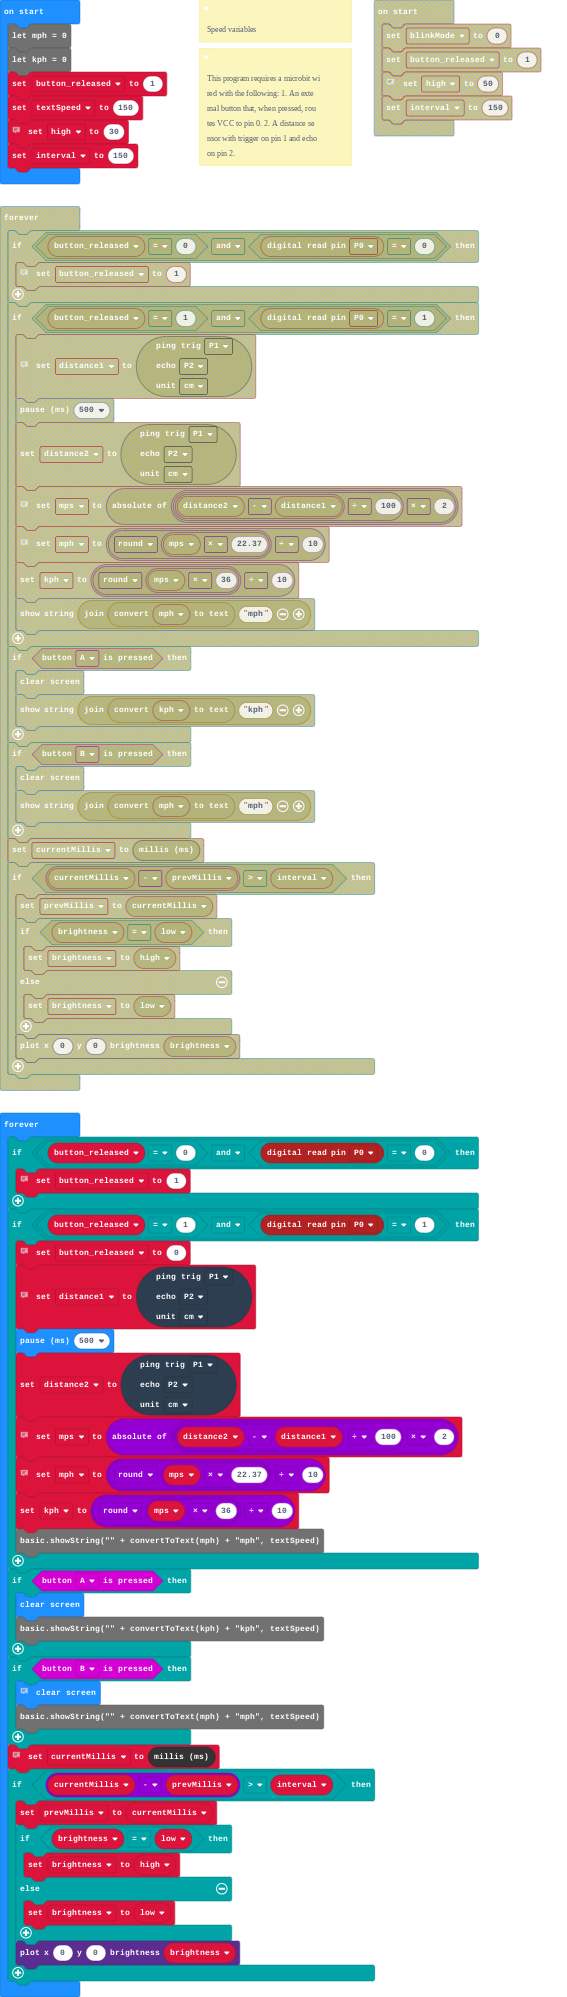 on start
let mph = 0
let kph = 0
set button_released to 1
set textSpeed to 150
set high to 30
set interval to 150
Speed variables
This program requires a microbit wi
red with the following: 1. An exte
rnal button that, when pressed, rou
tes VCC to pin 0. 2. A distance se
nsor with trigger on pin 1 and echo
on pin 2.
on start
set blinkMode to 0
set button_released to 1
set high to 50
set interval to 150
forever
if button_released = 0 and digital read pin P0 = 0 then
set button_released to 1
if button_released = 1 and digital read pin P0 = 1 then
set distance1 to ping trig P1
echo P2
unit cm
pause (ms) 500
set distance2 to ping trig P1
echo P2
unit cm
set mps to absolute of distance2 - distance1 ÷ 100 × 2
set mph to round mps × 22.37 ÷ 10
set kph to round mps × 36 ÷ 10
show string join convert mph to text "mph"
if button A is pressed then
clear screen
show string join convert kph to text "kph"
if button B is pressed then
clear screen
show string join convert mph to text "mph"
set currentMillis to millis (ms)
if currentMillis - prevMillis > interval then
set prevMillis to currentMillis
if brightness = low then
set brightness to high
else
set brightness to low
plot x 0 y 0 brightness brightness
forever
if button_released = 0 and digital read pin P0 = 0 then
set button_released to 1
if button_released = 1 and digital read pin P0 = 1 then
set button_released to 0
set distance1 to ping trig P1
echo P2
unit cm
pause (ms) 500
set distance2 to ping trig P1
echo P2
unit cm
set mps to absolute of distance2 - distance1 ÷ 100 × 2
set mph to round mps × 22.37 ÷ 10
set kph to round mps × 36 ÷ 10
basic.showString("" + convertToText(mph) + "mph", textSpeed)
if button A is pressed then
clear screen
basic.showString("" + convertToText(kph) + "kph", textSpeed)
if button B is pressed then
clear screen
basic.showString("" + convertToText(mph) + "mph", textSpeed)
set currentMillis to millis (ms)
if currentMillis - prevMillis > interval then
set prevMillis to currentMillis
if brightness = low then
set brightness to high
else
set brightness to low
plot x 0 y 0 brightness brightness